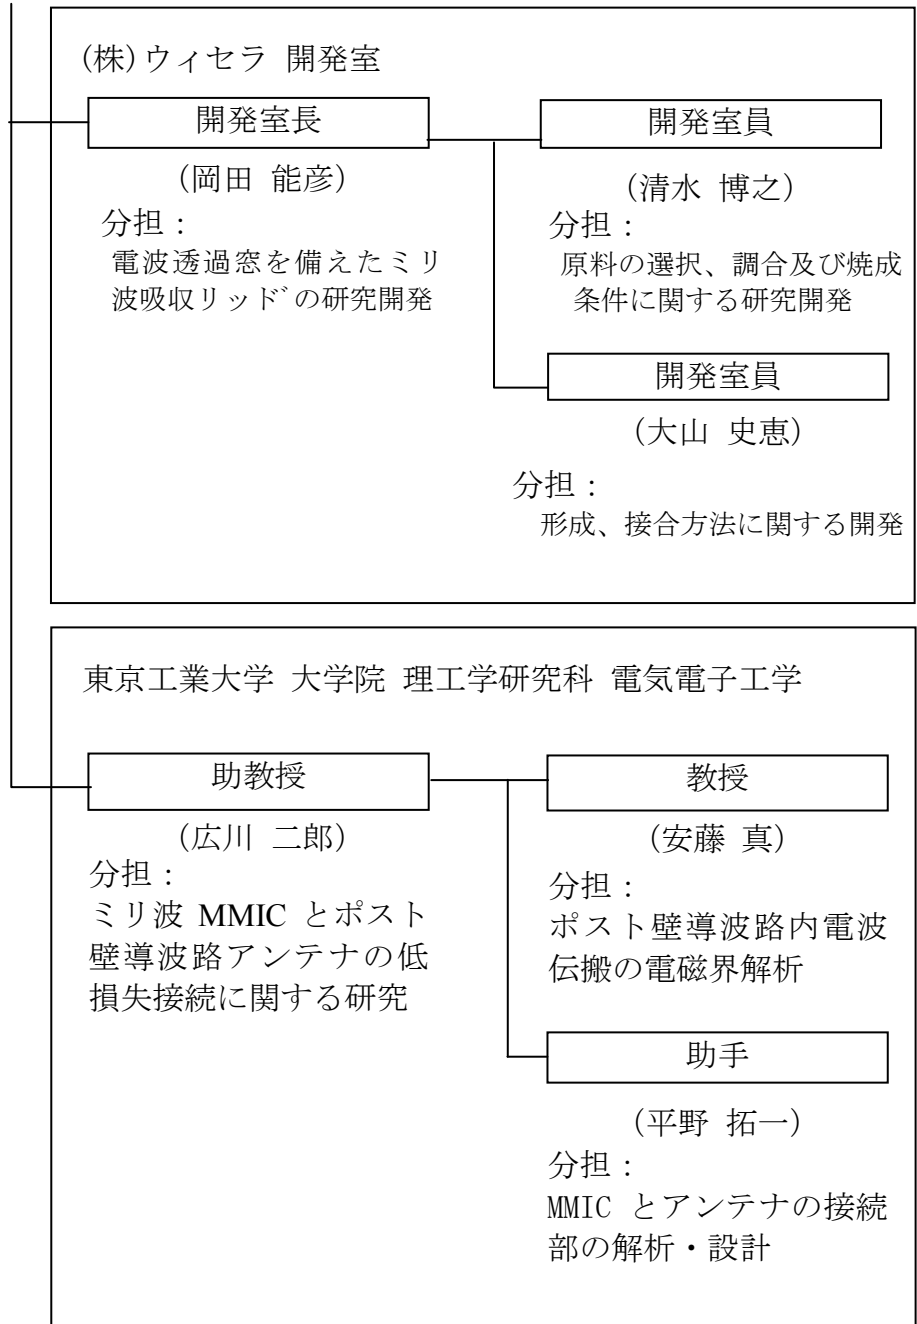 (株)ウィセラ 開発室
開発室長
(岡田 能彦)
分担：
電波透過窓を備えたミリ
波吸収リッドﾞの研究開発
開発室員
(清水 博之)
分担：
原料の選択、調合及び焼成
条件に関する研究開発
開発室員
(大山 史恵)
分担：
形成、接合方法に関する開発
東京工業大学 大学院 理工学研究科 電気電子工学
助教授
(広川 二郎)
分担：
ミリ波 MMIC とポスト
壁導波路アンテナの低
損失接続に関する研究
教授
(安藤 真)
分担：
ポスト壁導波路内電波
伝搬の電磁界解析
助手
(平野 拓一)
分担：
MMIC とアンテナの接続
部の解析・設計